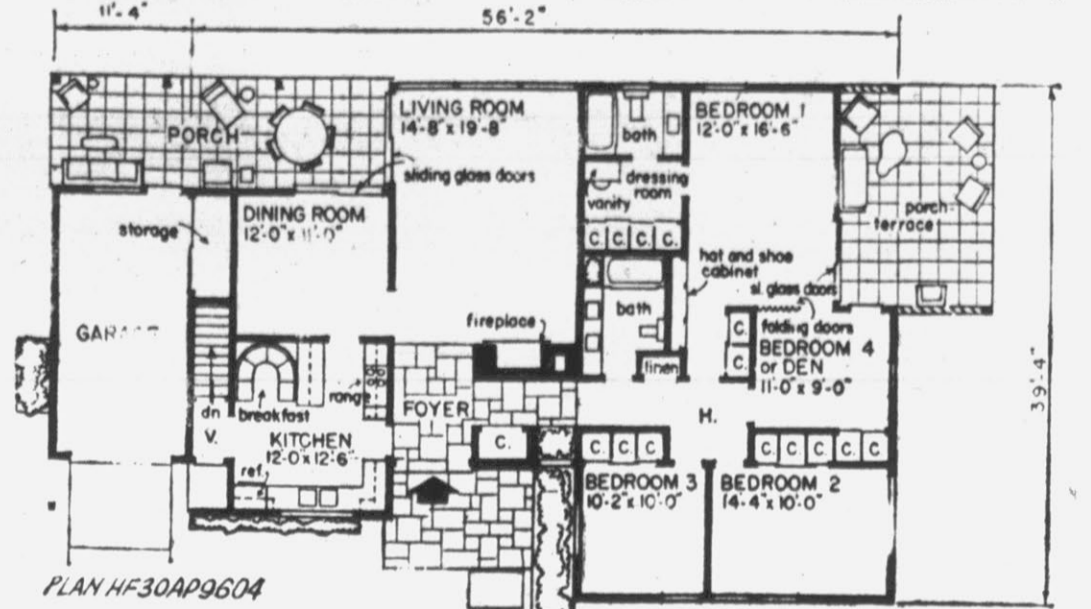 11'-4"
56'-2"
PORCH
LIVING ROOM
14'-8" x 19'-8"
bath
BEDROOM 1
12'-0" x 16'-6"
sliding glass doors
dressing
room
vanity
porch
terrace
storage
DINING ROOM
12'-0" x 11'-0"
C. C. C. C.
hat and shoe
cabinet
sl. glass doors
bath
fireplace
linen
C.
C.
folding doors
BEDROOM 4
or DEN
11'-0" x 9'-0"
39'-4"
range
FOYER
dn
breakfast
V.
KITCHEN
12'-0 x 12'-6"
ref.
C.
H.
C C C
C C C C C
BEDROOM 3
10'-2" x 10'-0"
BEDROOM 2
14'-4" x 10'-0"
PLAN HF30AP9604